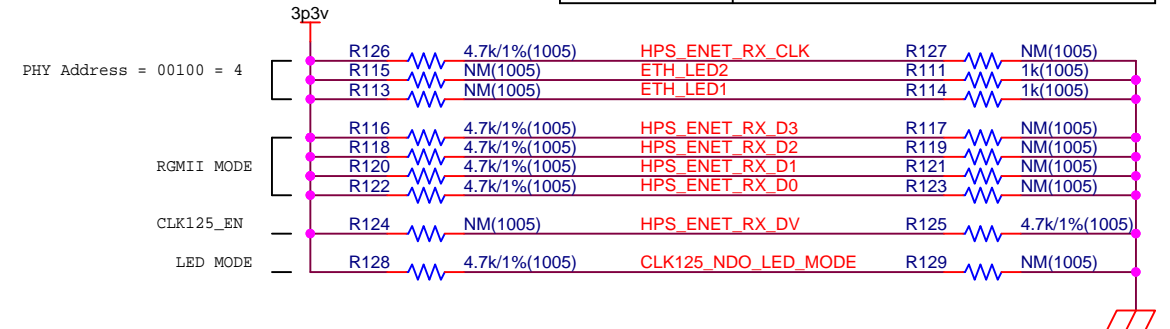 3p3v
R126 4.7k/1%(1005) HPS_ENET_RX_CLK R127 NM(1005)
PHY Address = 00100 = 4 R115 NM(1005) ETH_LED2 R111 1k(1005)
R113 NM(1005) ETH_LED1 R114 1k(1005)
R116 4.7k/1%(1005) HPS_ENET_RX_D3 R117 NM(1005)
R118 4.7k/1%(1005) HPS_ENET_RX_D2 R119 NM(1005)
RGMII MODE R120 4.7k/1%(1005) HPS_ENET_RX_D1 R121 NM(1005)
R122 4.7k/1%(1005) HPS_ENET_RX_D0 R123 NM(1005)
CLK125_EN R124 NM(1005) HPS_ENET_RX_DV R125 4.7k/1%(1005)
LED MODE R128 4.7k/1%(1005) CLK125_NDO_LED_MODE R129 NM(1005)